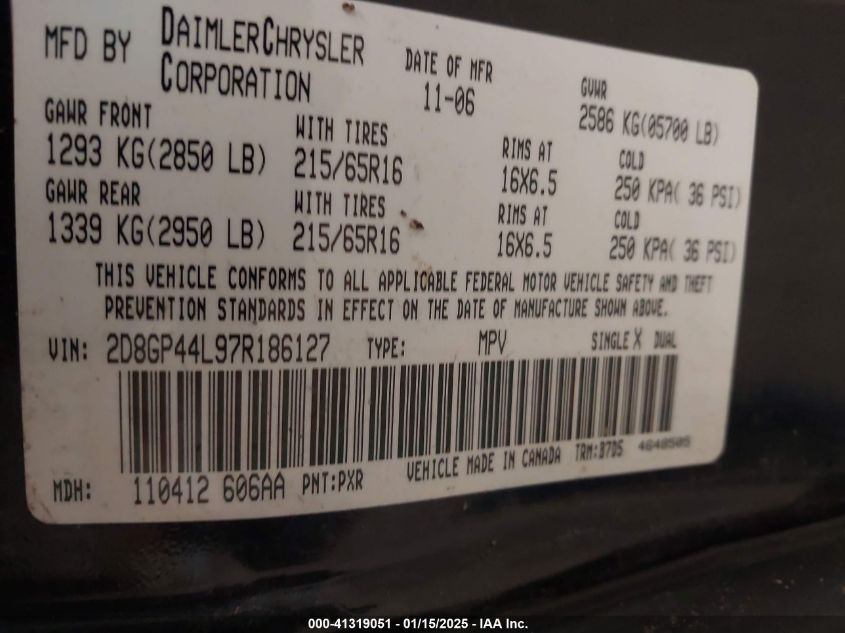 MFD BY DAIMLERCHRYSLER CORPORATION
DATE OF MFR 11-06
GVWR 2586 KG(05700 LB)
GAWR FRONT WITH TIRES RIMS AT COLD
1293 KG(2850 LB) 215/65R16 16X6.5 250 KPA( 36 PSI)
GAWR REAR WITH TIRES RIMS AT COLD
1339 KG(2950 LB) 215/65R16 16X6.5 250 KPA( 36 PSI)
THIS VEHICLE CONFORMS TO ALL APPLICABLE FEDERAL MOTOR VEHICLE SAFETY AND THEFT
PREVENTION STANDARDS IN EFFECT ON THE DATE OF MANUFACTURE SHOWN ABOVE.
VIN: 2D8GP44L97R186127 TYPE: MPV SINGLE X DUAL
MDH: 110412 606AA PNT:PXR VEHICLE MADE IN CANADA TRM:B7D5 4648505
000-41319051 - 01/15/2025 - IAA Inc.